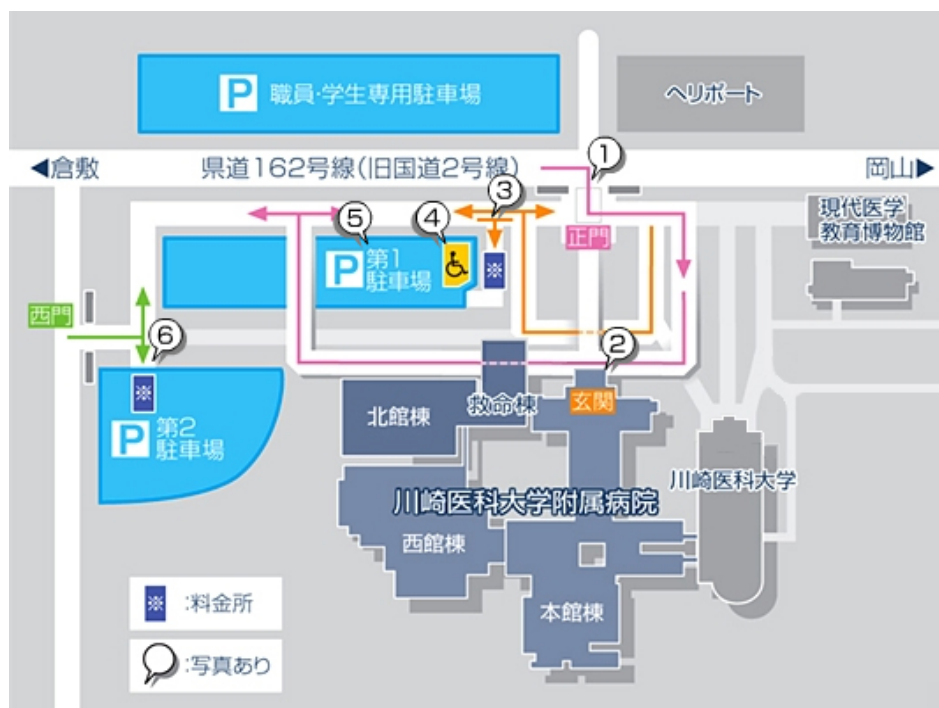 P 職員・学生専用駐車場
ヘリポート
◀倉敷
県道162号線(旧国道2号線)
岡山▶
①
③
④
⑤
正門
現代医学
教育博物館
P 第1
駐車場
※
西門
⑥
②
※
救命棟
玄関
北館棟
P 第2
駐車場
川崎医科大学
川崎医科大学附属病院
西館棟
本館棟
※:料金所
:写真あり